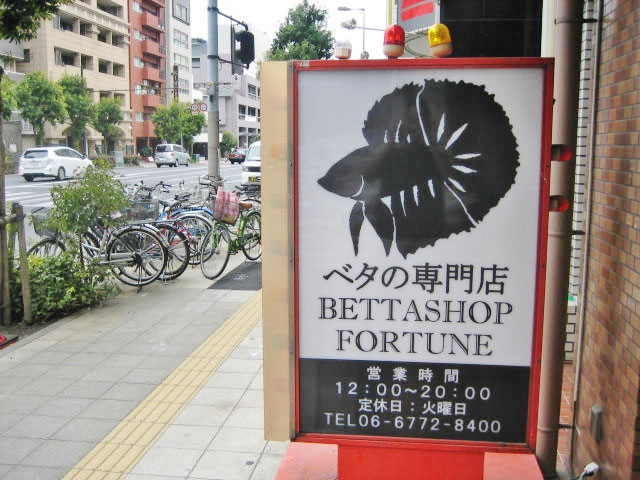 ベタの専門店
BETTASHOP
FORTUNE
営業時間
12:00～20:00
定休日：火曜日
TEL06-6772-8400